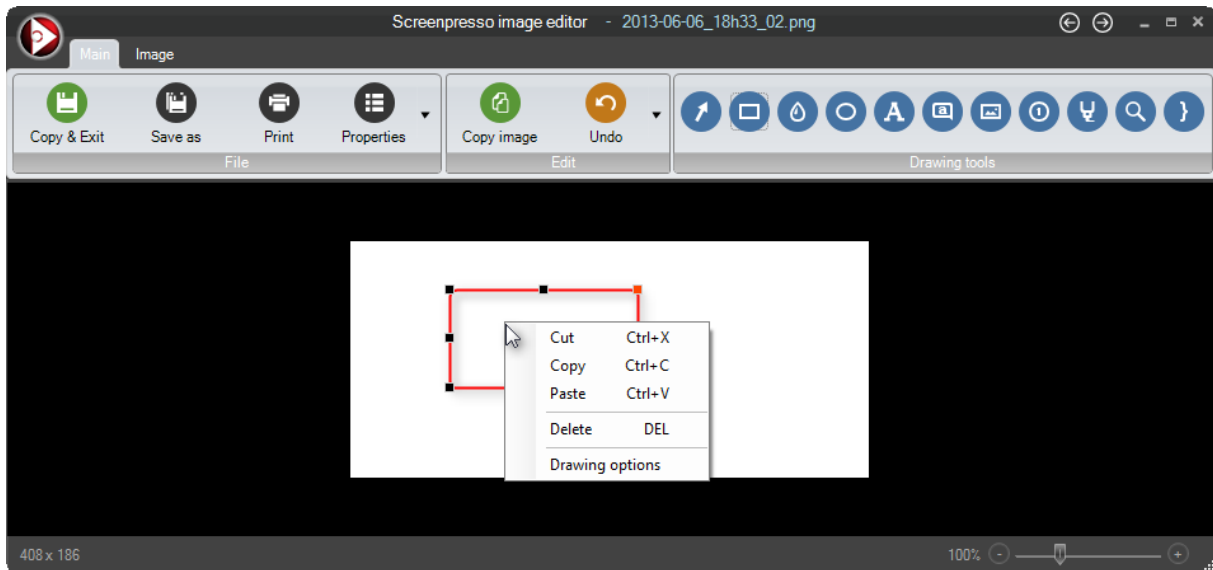 Screenpresso image editor - 2013-06-06_18h33_02.png
Main Image
Copy & Exit Save as Print Properties Copy image Undo A a 1 }
File Edit Drawing tools
Cut Ctrl+X
Copy Ctrl+C
Paste Ctrl+V
Delete DEL
Drawing options
408 x 186 100% - +